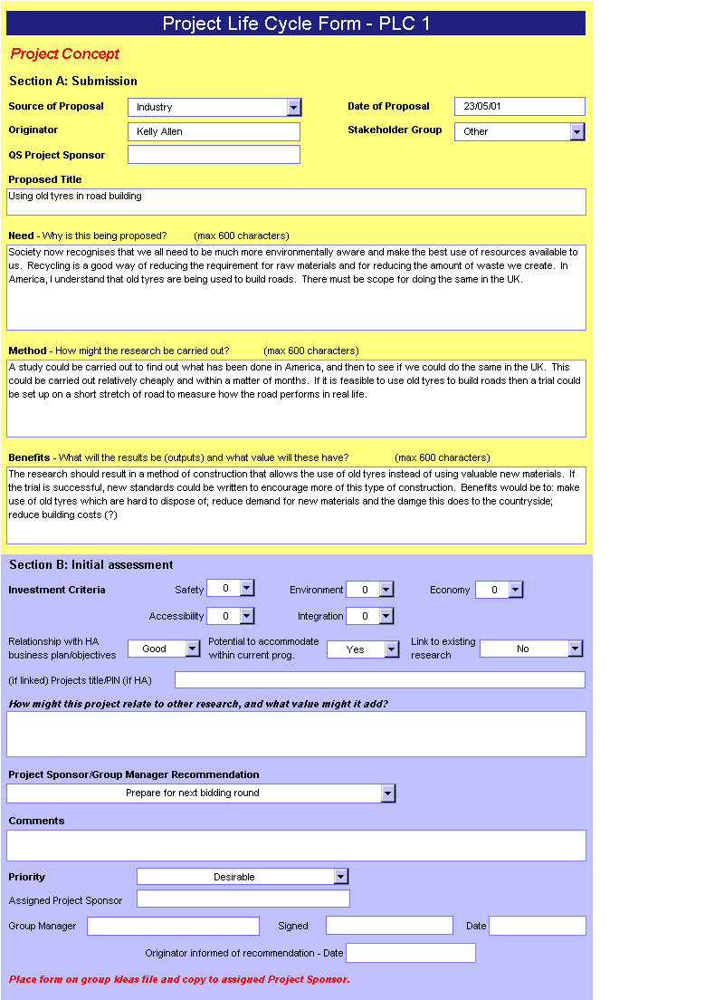 Project Life Cycle Form - PLC 1
Project Concept
Section A: Submission
Source of Proposal Industry Date of Proposal 23/05/01
Originator Kelly Allen Stakeholder Group Other
QS Project Sponsor
Proposed Title
Using old tyres in road building
Need - Why is this being proposed? (max 600 characters)
Society now recognises that we all need to be much more environmentally aware and make the best use of resources available to
us. Recycling is a good way of reducing the requirement for raw materials and for reducing the amount of waste we create. In
America, I understand that old tyres are being used to build roads. There must be scope for doing the same in the UK.
Method - How might the research be carried out? (max 600 characters)
A study could be carried out to find out what has been done in America, and then to see if we could do the same in the UK. This
could be carried out relatively cheaply and within a matter of months. If it is feasible to use old tyres to build roads then a trial could
be set up on a short stretch of road to measure how the road performs in real life.
Benefits - What will the results be (outputs) and what value will these have? (max 600 characters)
The research should result in a method of construction that allows the use of old tyres instead of using valuable new materials. If
the trial is successful, new standards could be written to encourage more of this type of construction. Benefits would be to: make
use of old tyres which are hard to dispose of; reduce demand for new materials and the damge this does to the countryside;
reduce building costs (?)
Section B: Initial assessment
Investment Criteria Safety 0 Environment 0 Economy 0
Accessibility 0 Integration 0
Relationship with HA Potential to accommodate Link to existing
business plan/objectives Good within current prog. Yes research No
(if linked) Projects title/PIN (if HA)
How might this project relate to other research, and what value might it add?
Project Sponsor/Group Manager Recommendation
Prepare for next bidding round
Comments
Priority Desirable
Assigned Project Sponsor
Group Manager Signed Date
Originator informed of recommendation - Date
Place form on group Ideas file and copy to assigned Project Sponsor.